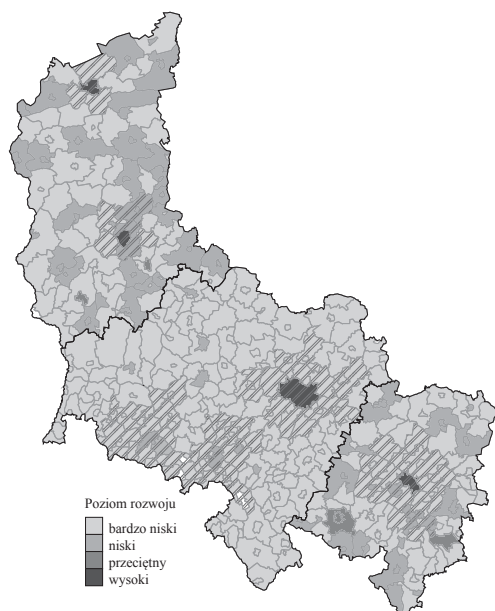 Poziom rozwoju
bardzo niski
niski
przeciętny
wysoki